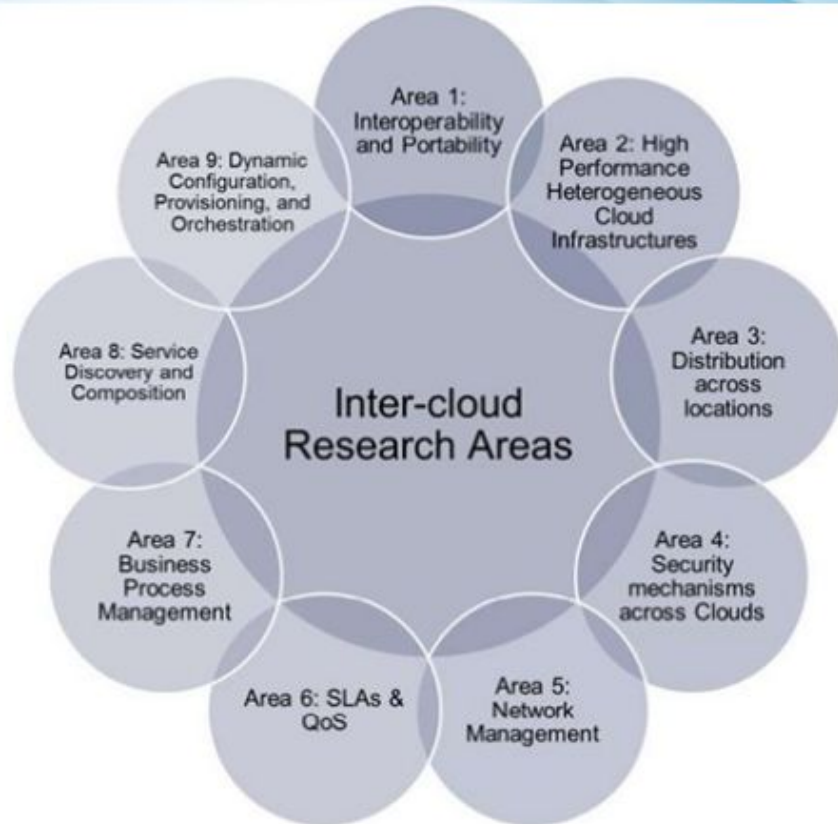 Area 1:
Interoperability
and Portability
Area 2: High
Performance
Heterogeneous
Cloud
Infrastructures
Area 3:
Distribution
across
locations
Area 4:
Security
mechanisms
across Clouds
Area 5:
Network
Management
Area 6: SLAs &
QoS
Area 7:
Business
Process
Management
Area 8: Service
Discovery and
Composition
Area 9: Dynamic
Configuration,
Provisioning, and
Orchestration
Inter-cloud
Research Areas